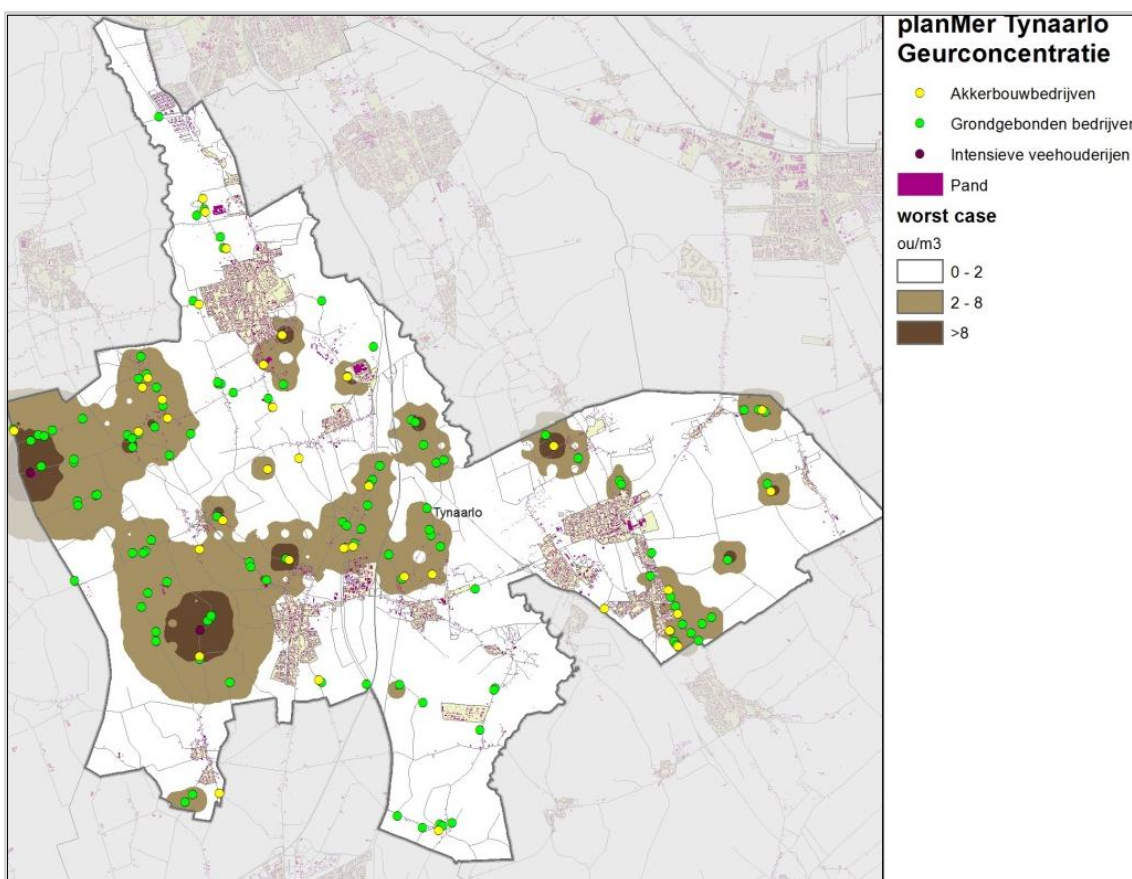 planMer Tynaarlo
Geurconcentratie
Akkerbouwbedrijven
Grondgebonden bedrijven
Intensieve veehouderijen
Pand
worst case
ou/m3
0 - 2
2 - 8
>8
Tynaarlo